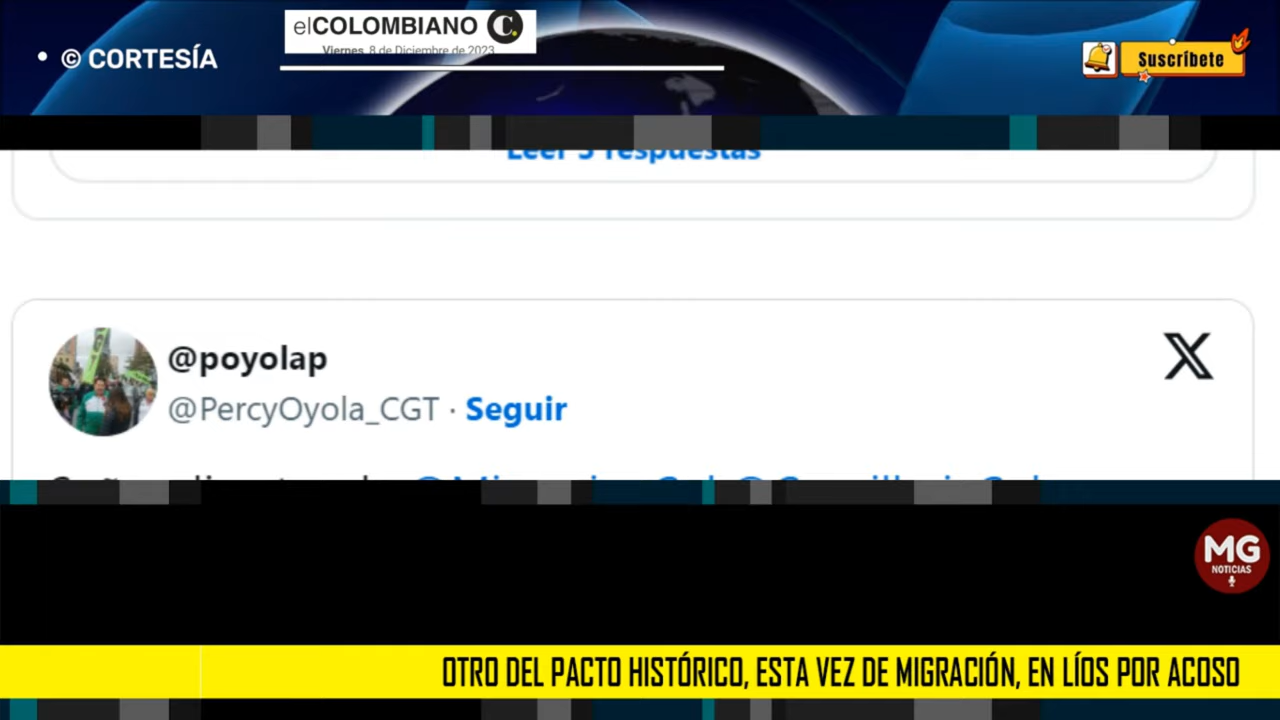 © CORTESÍA
elCOLOMBIANO C.
Viernes, 8 de Diciembre de 2023
Suscríbete
Leer 5 respuestas
@poyolap
@PercyOyola_CGT · Seguir
MG
NOTICIAS
OTRO DEL PACTO HISTÓRICO, ESTA VEZ DE MIGRACIÓN, EN LÍOS POR ACOSO